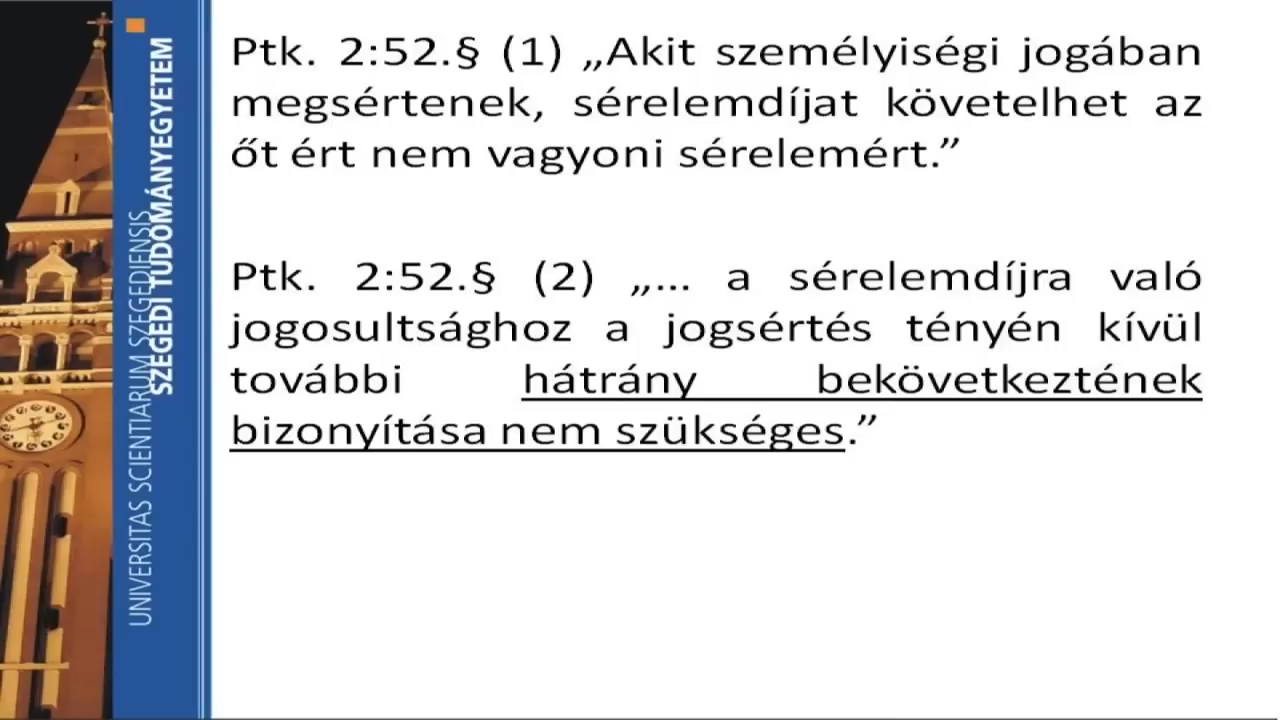 Ptk. 2:52.§ (1) „Akit személyiségi jogában
megsértenek, sérelemdíjat követelhet az
őt ért nem vagyoni sérelemért.”
Ptk. 2:52.§ (2) „... a sérelemdíjra való
jogosultsághoz a jogsértés tényén kívül
további hátrány bekövetkeztének
bizonyítása nem szükséges.”
SZEGEDI TUDOMÁNYEGYETEM
UNIVERSITAS SCIENTIARUM SZEGEDIENSIS